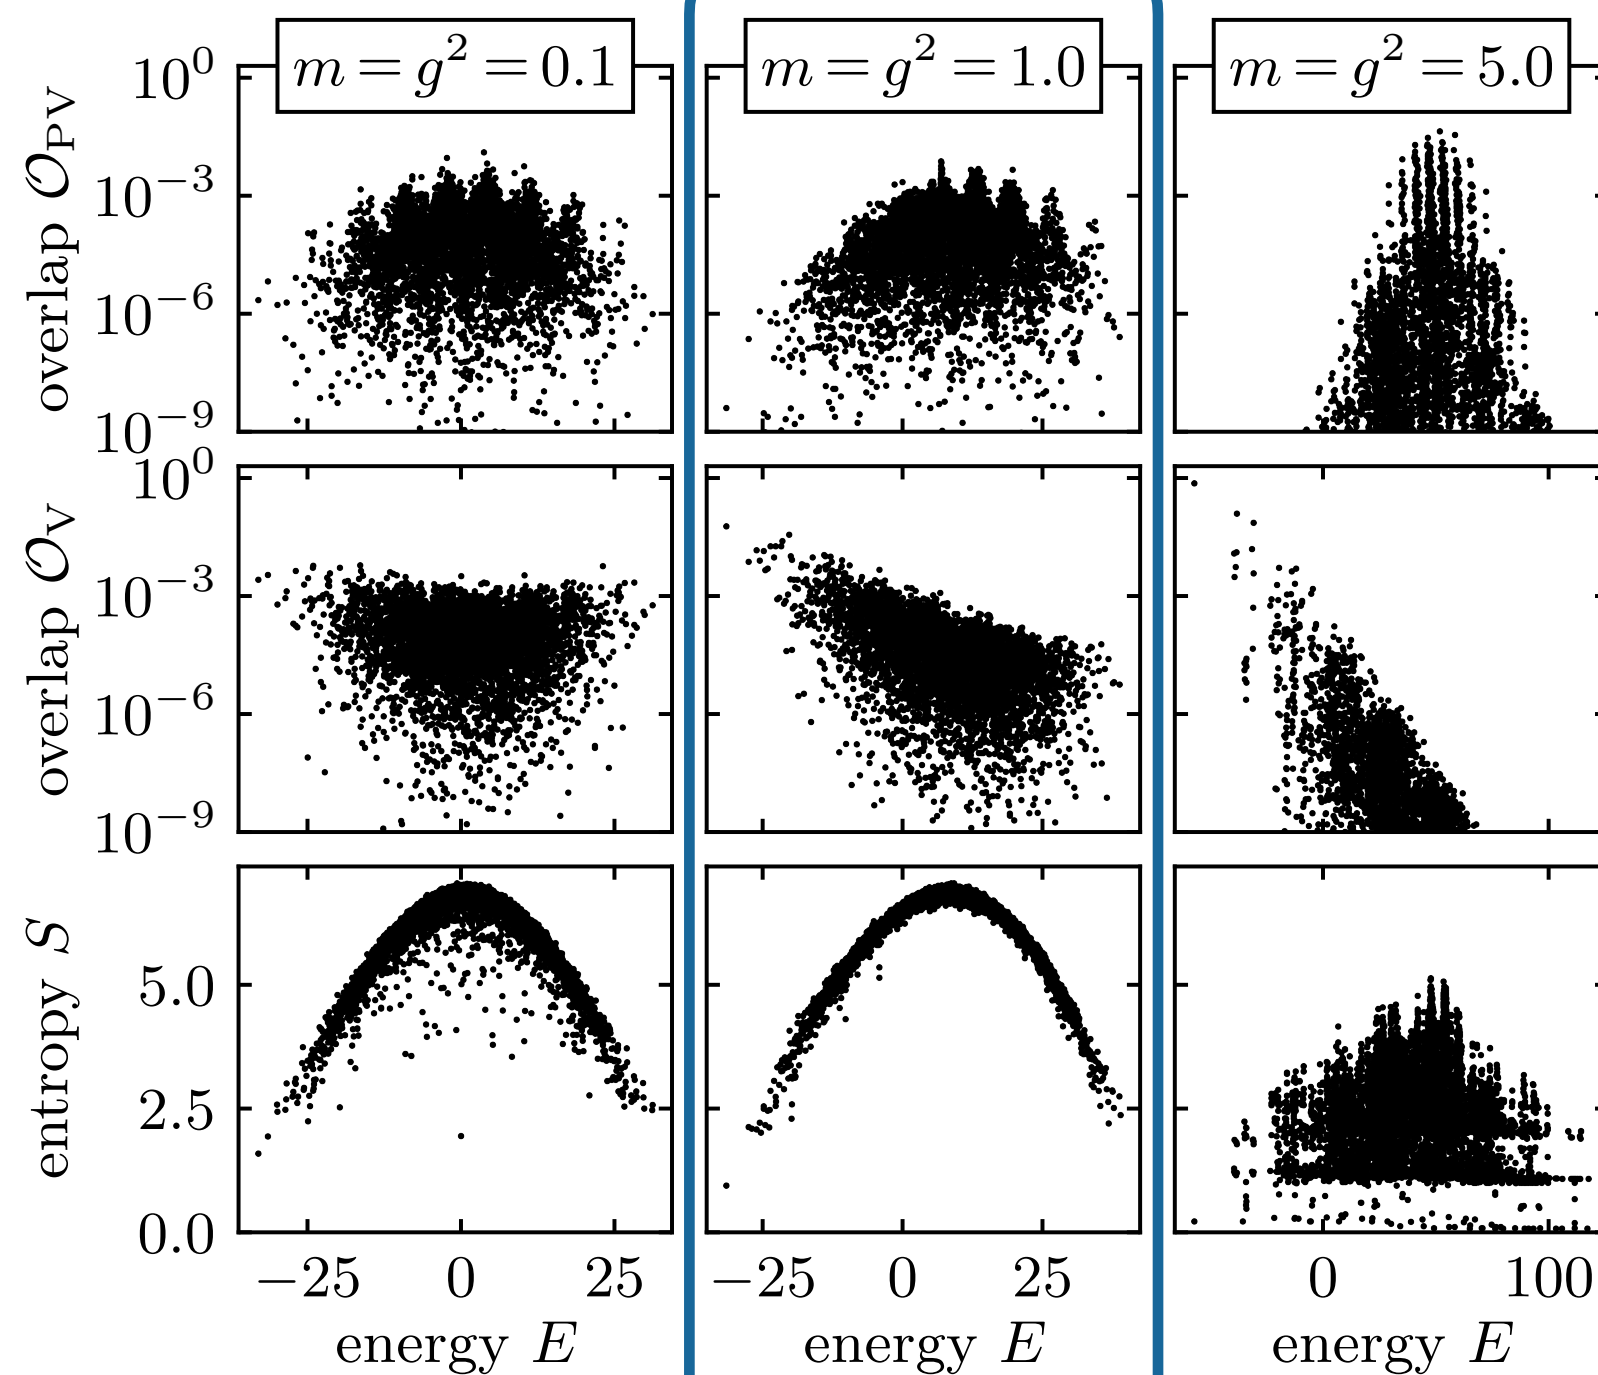 m = g² = 0.1
m = g² = 1.0
m = g² = 5.0
overlap 𝒪_PV
10⁰
10⁻³
10⁻⁶
10⁻⁹
overlap 𝒪_V
10⁰
10⁻³
10⁻⁶
10⁻⁹
entropy S
5.0
2.5
0.0
−25 0 25
−25 0 25
0 100
energy E
energy E
energy E